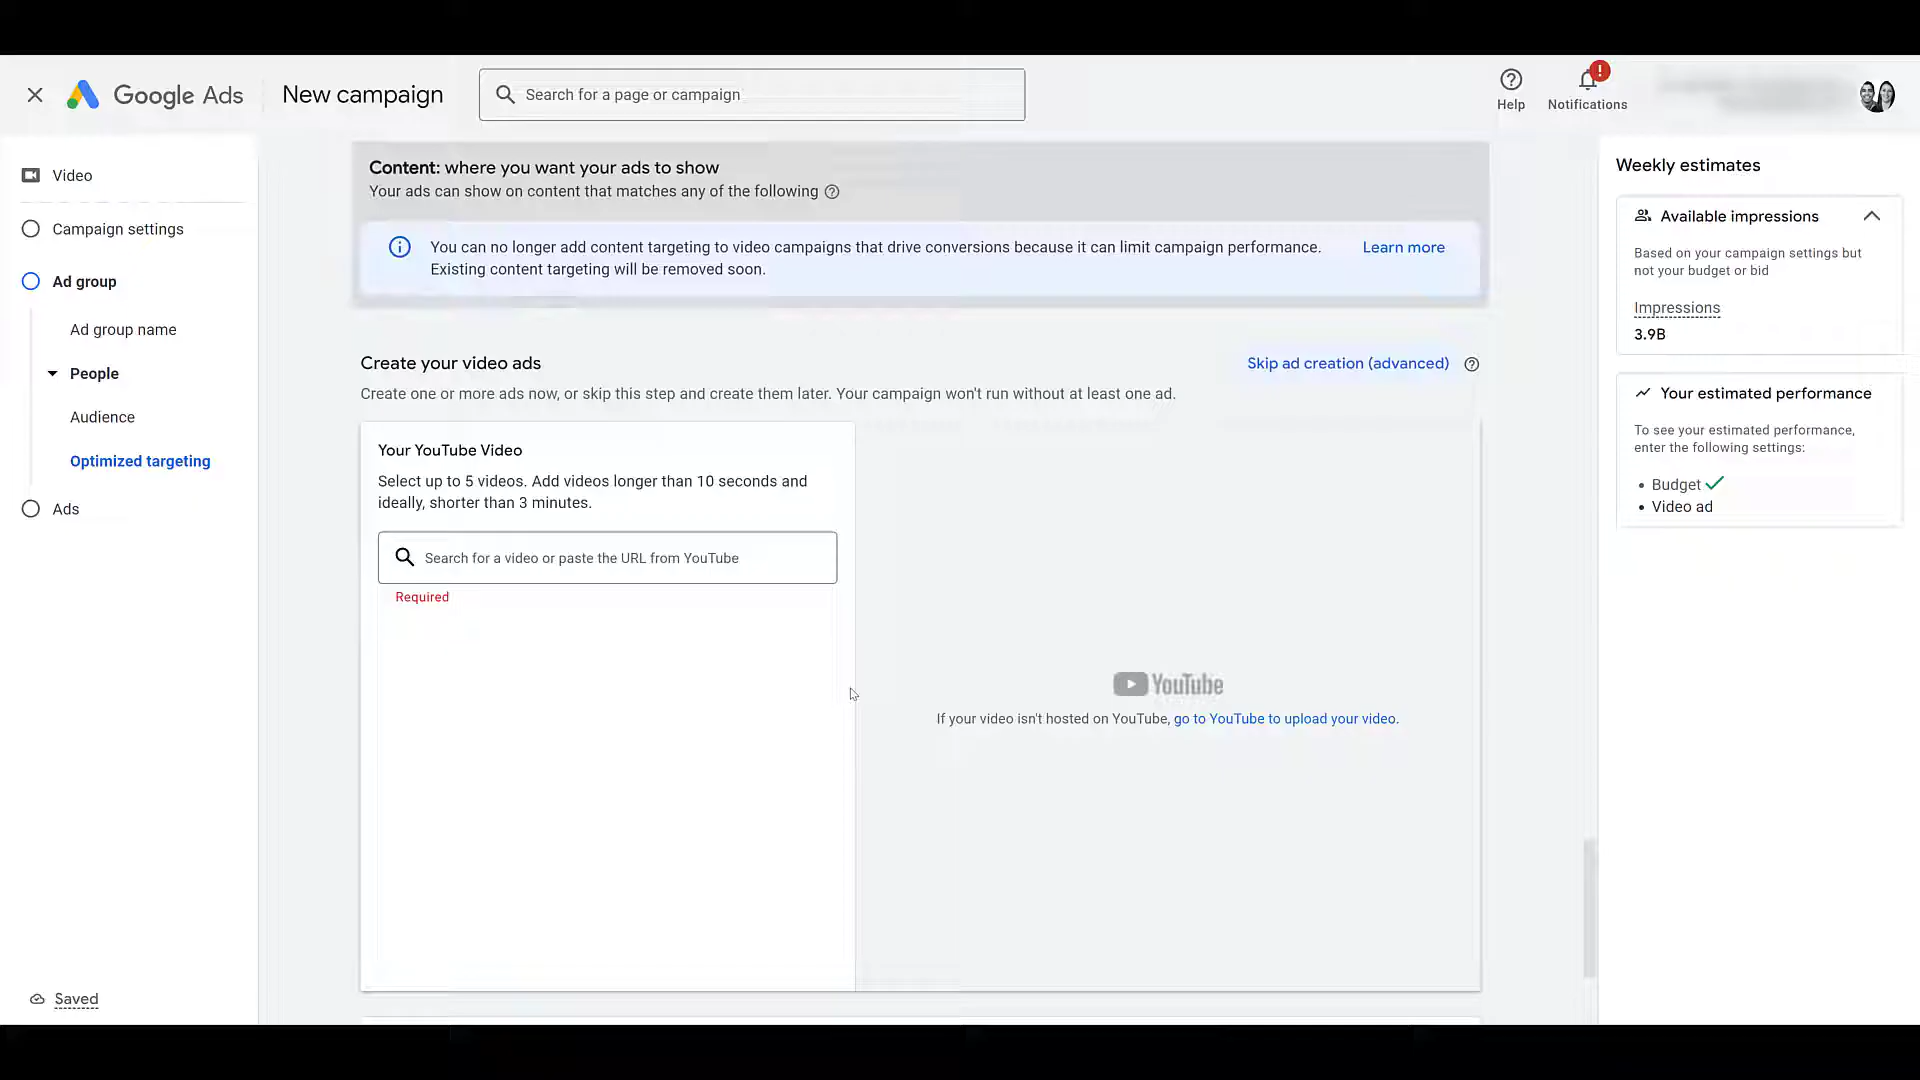 Google Ads
New campaign
Search for a page or campaign
Help
!
Notifications
Video
Campaign settings
Ad group
Ad group name
People
Audience
Optimized targeting
Ads
Saved
Content: where you want your ads to show
Your ads can show on content that matches any of the following
You can no longer add content targeting to video campaigns that drive conversions because it can limit campaign performance.
Existing content targeting will be removed soon.
Learn more
Create your video ads
Skip ad creation (advanced)
Create one or more ads now, or skip this step and create them later. Your campaign won't run without at least one ad.
Your YouTube Video
Select up to 5 videos. Add videos longer than 10 seconds and
ideally, shorter than 3 minutes.
Search for a video or paste the URL from YouTube
Required
YouTube
If your video isn't hosted on YouTube, go to YouTube to upload your video.
Weekly estimates
Available impressions
Based on your campaign settings but
not your budget or bid
Impressions
3.9B
Your estimated performance
To see your estimated performance,
enter the following settings:
• Budget
• Video ad